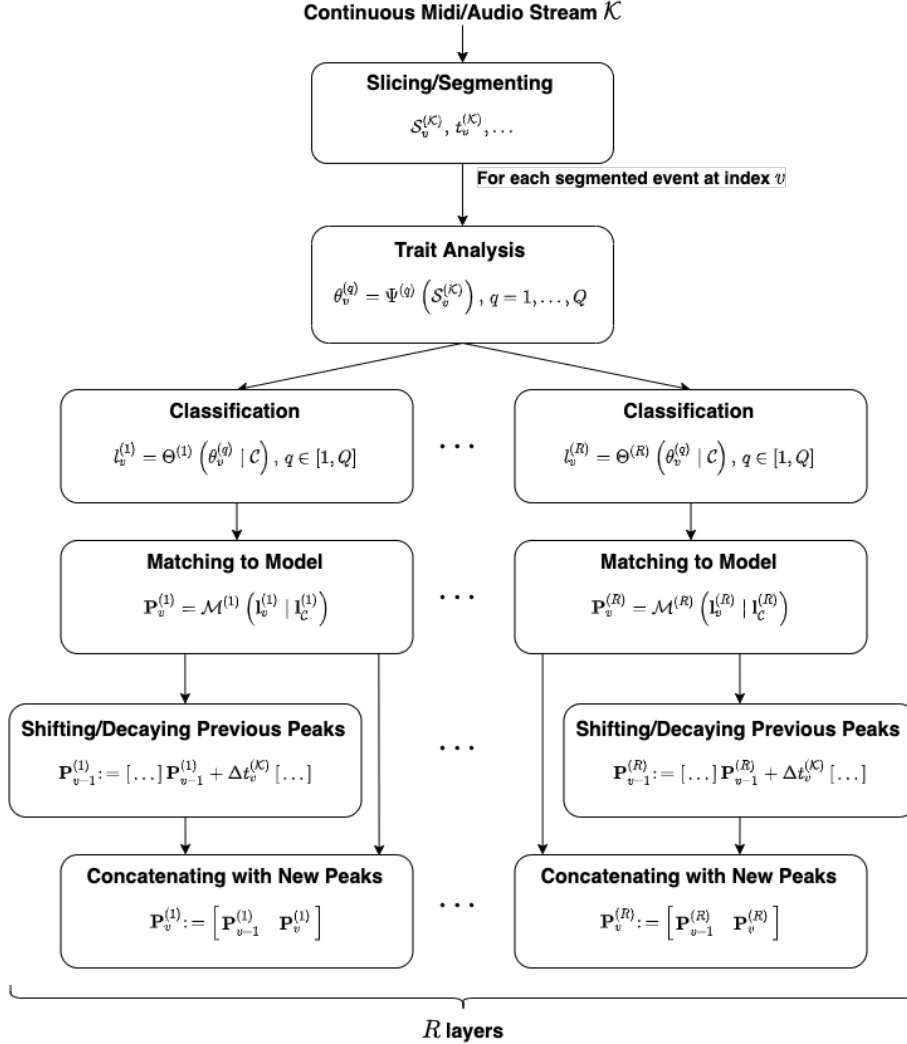 Continuous Midi/Audio Stream 𝒦
Slicing/Segmenting
𝒮_v^(𝒦), t_v^(𝒦), ...
For each segmented event at index v
Trait Analysis
θ_v^(q) = Ψ^(q) (𝒮_v^(𝒦)), q = 1, ..., Q
Classification
l_v^(1) = Θ^(1) (θ_v^(q) | 𝒞), q ∈ [1, Q]
...
Classification
l_v^(R) = Θ^(R) (θ_v^(q) | 𝒞), q ∈ [1, Q]
Matching to Model
𝐏_v^(1) = ℳ^(1) (𝐥_v^(1) | 𝐥_𝒞^(1))
...
Matching to Model
𝐏_v^(R) = ℳ^(R) (𝐥_v^(R) | 𝐥_𝒞^(R))
Shifting/Decaying Previous Peaks
𝐏_{v−1}^(1) := [...] 𝐏_{v−1}^(1) + Δt_v^(𝒦) [...]
...
Shifting/Decaying Previous Peaks
𝐏_{v−1}^(R) := [...] 𝐏_{v−1}^(R) + Δt_v^(𝒦) [...]
Concatenating with New Peaks
𝐏_v^(1) := [𝐏_{v−1}^(1) 𝐏_v^(1)]
...
Concatenating with New Peaks
𝐏_v^(R) := [𝐏_{v−1}^(R) 𝐏_v^(R)]
R layers